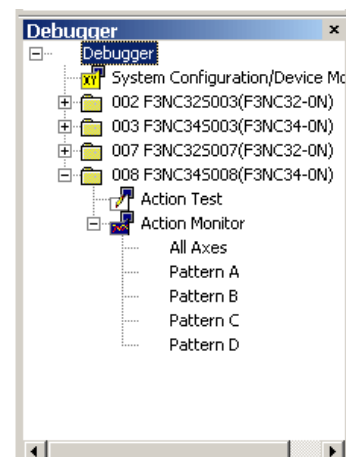 Debugger
Debugger
System Configuration/Device Mo
002 F3NC32S003(F3NC32-0N)
003 F3NC34S003(F3NC34-0N)
007 F3NC32S007(F3NC32-0N)
008 F3NC34S008(F3NC34-0N)
Action Test
Action Monitor
All Axes
Pattern A
Pattern B
Pattern C
Pattern D